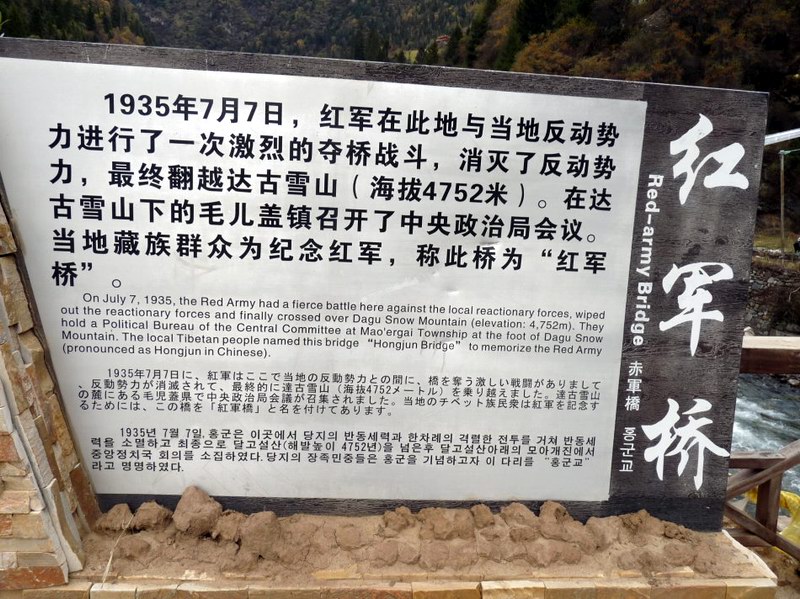 1935年7月7日，红军在此地与当地反动势
力进行了一次激烈的夺桥战斗，消灭了反动势
力，最终翻越达古雪山（海拔4752米）。在达
古雪山下的毛儿盖镇召开了中央政治局会议。
当地藏族群众为纪念红军，称此桥为“红军
桥”。
On July 7, 1935, the Red Army had a fierce battle here against the local reactionary forces, wiped
out the reactionary forces and finally crossed over Dagu Snow Mountain (elevation: 4,752m). They
hold a Political Bureau of the Central Committee at Mao'ergai Township at the foot of Dagu Snow
Mountain. The local Tibetan people named this bridge “Hongjun Bridge” to memorize the Red Army
(pronounced as Hongjun in Chinese).
1935年7月7日に、紅軍はここで当地の反動勢力との間に、橋を奪う激しい戦闘がありまして
、反動勢力が消滅されて、最終的に達古雪山（海拔4752メートル）を乗り越えました。達古雪山
の麓にある毛児蓋県で中央政治局会議が召集されました。当地のチベット族民衆は紅軍を記念す
るためには、この橋を「紅軍橋」と名を付けてあります。
1935년 7월 7일, 홍군은 이곳에서 당지의 반동세력과 한차례의 격렬한 전투를 거쳐 반동세
력을 소멸하고 최종으로 달고설산(해발높이 4752년)을 넘은후 달고설산아래의 모아개진에서
중앙정치국 회의를 소집하였다. 당지의 장족민중들은 홍군을 기념하고자 이 다리를 “홍군교”
라고 명명하였다.
红军桥
Red-army Bridge 赤軍橋 홍군교